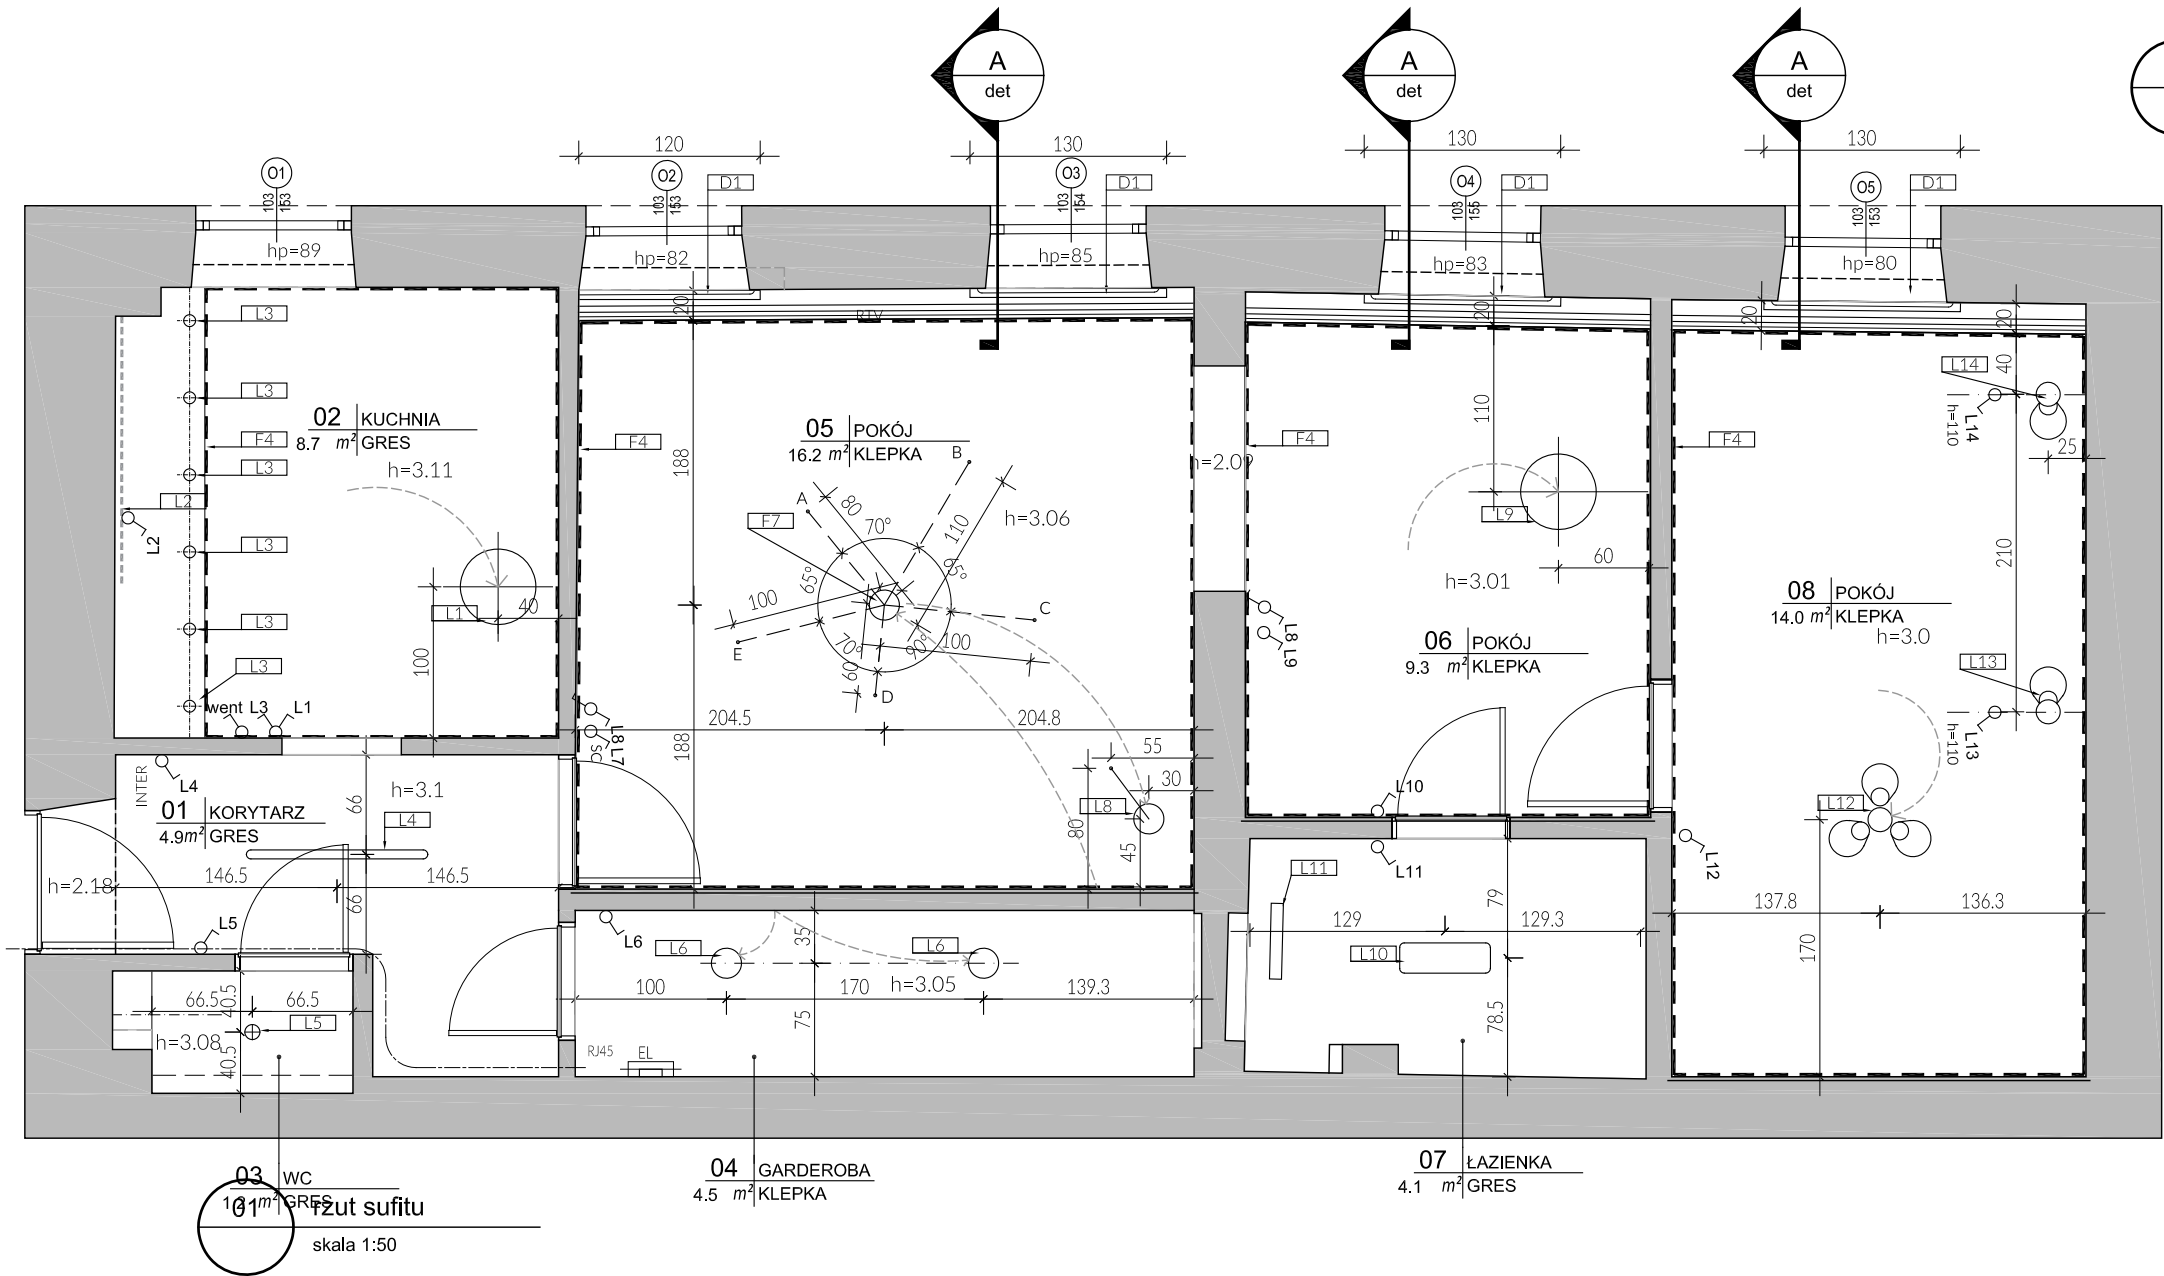 A
det
A
det
A
det
120
130
130
130
O1
103
153
O2
103
153
D1
O3
103
154
D1
O4
103
155
D1
O5
103
153
D1
hp=89
hp=82
hp=85
hp=83
hp=80
20
RTV
20
20
20
L3
L3
F4
L3
L2
L2
L3
L3
L3
02 KUCHNIA
8.7 m² GRES
h=3.11
L1
40
100
went L3 L1
F4
188
05 POKÓJ
16.2 m² KLEPKA
h=3.06
F7
A
B
C
D
E
80
110
100
100
60
70°
95°
90°
70°
65°
204.5
204.8
188
L8 L7
SC
55
30
L8
80
45
h=2.09
F4
110
L9
60
h=3.01
06 POKÓJ
9.3 m² KLEPKA
L8 L9
L10
L11
F4
L14
L14
h=110
40
25
210
08 POKÓJ
14.0 m² KLEPKA
h=3.0
L13
L13
h=110
L12
L12
137.8
136.3
170
INTER
L4
h=3.1
01 KORYTARZ
4.9m² GRES
66
L4
146.5
146.5
66
h=2.18
L5
66.5
66.5
40.5
L5
h=3.08
40.5
L6
L6
L6
35
h=3.05
100
170
139.3
75
RJ45
EL
L11
129
129.3
79
L10
78.5
03 WC
m² GRES
04 GARDEROBA
4.5 m² KLEPKA
07 ŁAZIENKA
4.1 m² GRES
01 rzut sufitu
skala 1:50